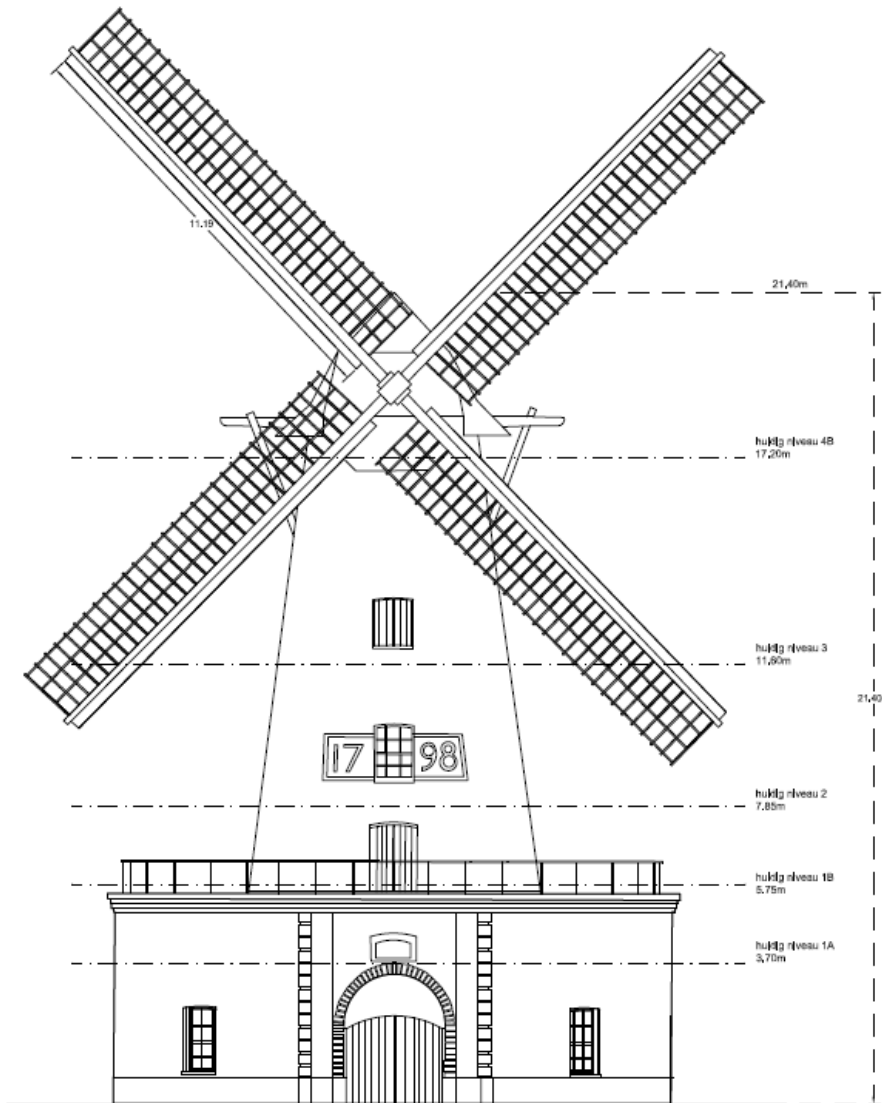 11.19
21.40m
huidig niveau 4B
17.20m
huidig niveau 3
11.60m
21.40
17 98
huidig niveau 2
7.85m
huidig niveau 1B
5.75m
huidig niveau 1A
3.70m